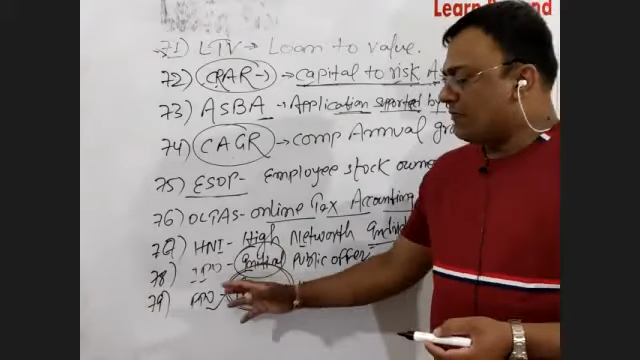 Learn
71) LTV → Loan to value.
72) CRAR → capital to risk A
73) ASBA → Application supported by
74) CAGR → comp Annual gr
75) ESOP - Employee stock owne
76) OLTAS - online Tax Accounting
77) HNI - High Networth Individ
78) IPO - Initial Public offer
79) FPO -